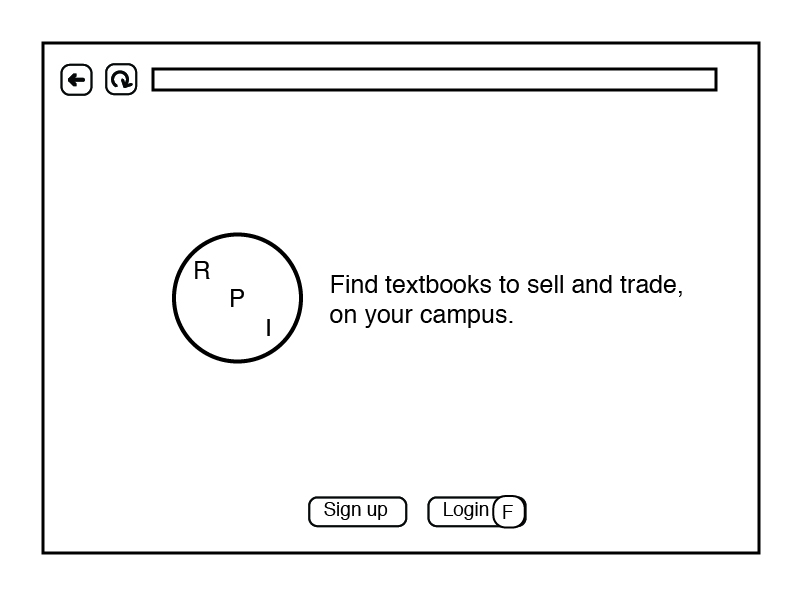 R
P
I
Find textbooks to sell and trade,
on your campus.
Sign up
Login F